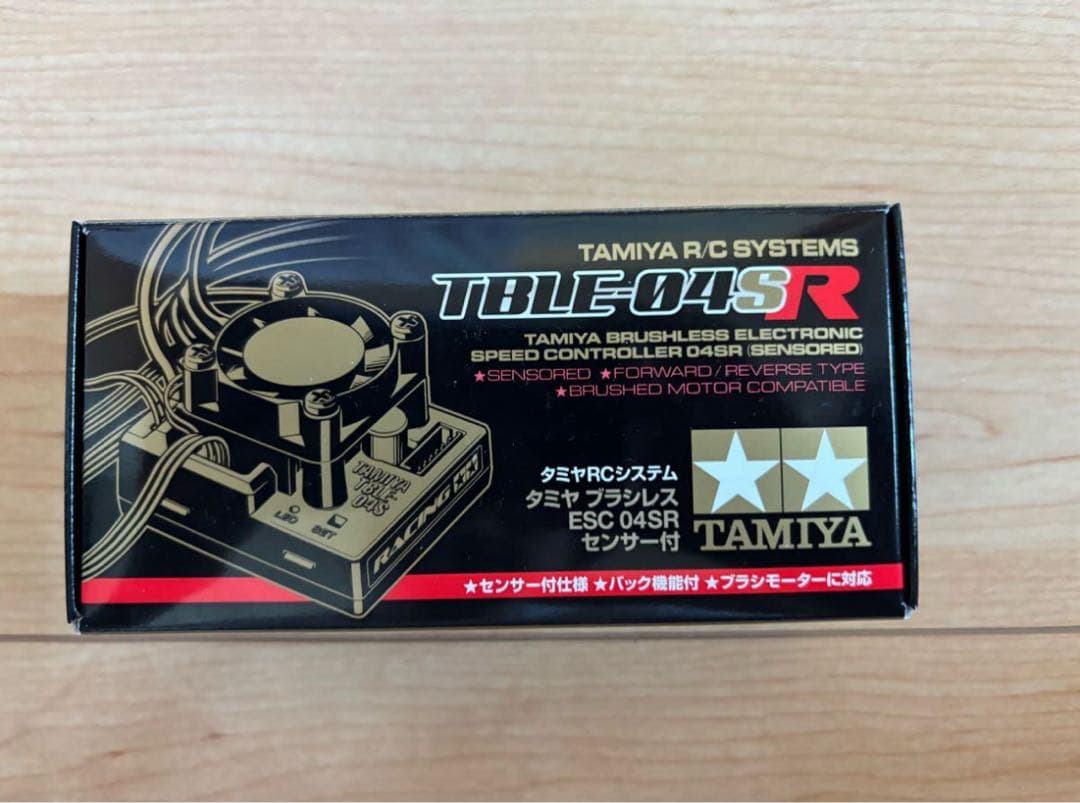 TAMIYA R/C SYSTEMS
TBLE-04SR
TAMIYA BRUSHLESS ELECTRONIC
SPEED CONTROLLER 04SR (SENSORED)
★SENSORED ★FORWARD/REVERSE TYPE
★BRUSHED MOTOR COMPATIBLE
タミヤRCシステム
タミヤ ブラシレス
ESC 04SR
センサー付
TAMIYA
TAMIYA
TBLE-
04S
LED
SET
RACING
★センサー付仕様 ★バック機能付 ★ブラシモーターに対応